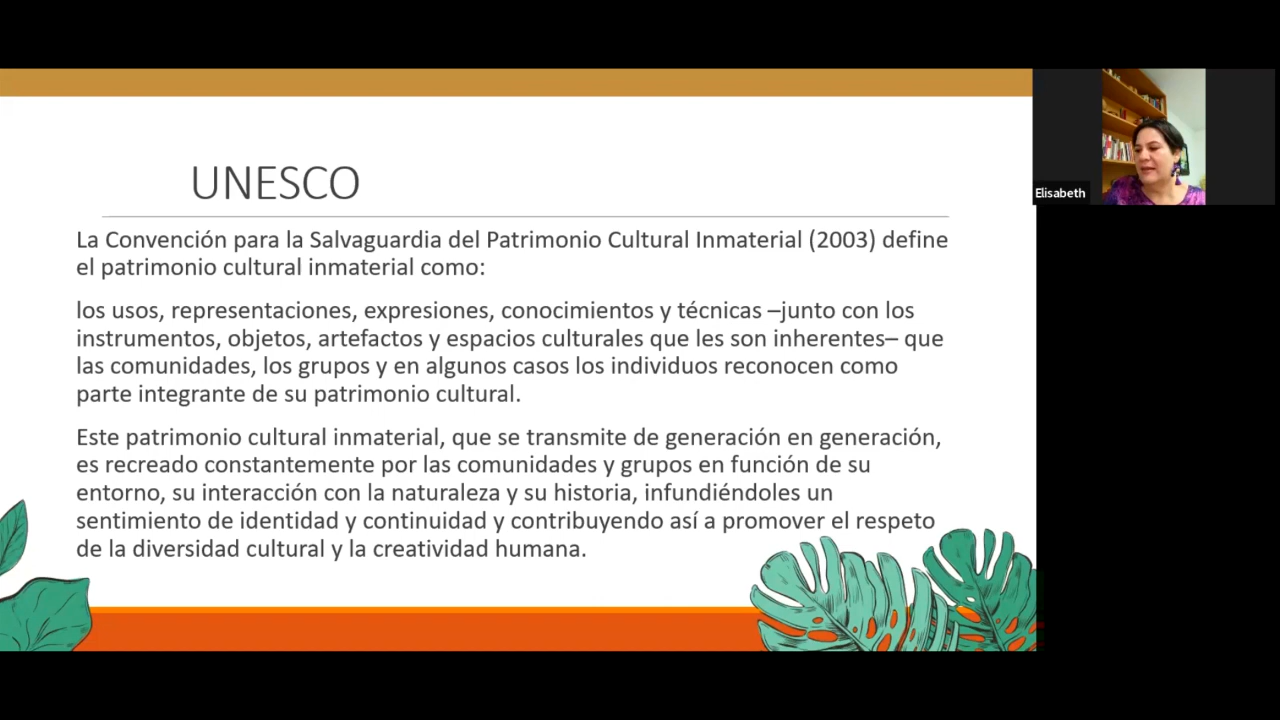 UNESCO
La Convención para la Salvaguardia del Patrimonio Cultural Inmaterial (2003) define
el patrimonio cultural inmaterial como:
los usos, representaciones, expresiones, conocimientos y técnicas –junto con los
instrumentos, objetos, artefactos y espacios culturales que les son inherentes– que
las comunidades, los grupos y en algunos casos los individuos reconocen como
parte integrante de su patrimonio cultural.
Este patrimonio cultural inmaterial, que se transmite de generación en generación,
es recreado constantemente por las comunidades y grupos en función de su
entorno, su interacción con la naturaleza y su historia, infundiéndoles un
sentimiento de identidad y continuidad y contribuyendo así a promover el respeto
de la diversidad cultural y la creatividad humana.
Elisabeth